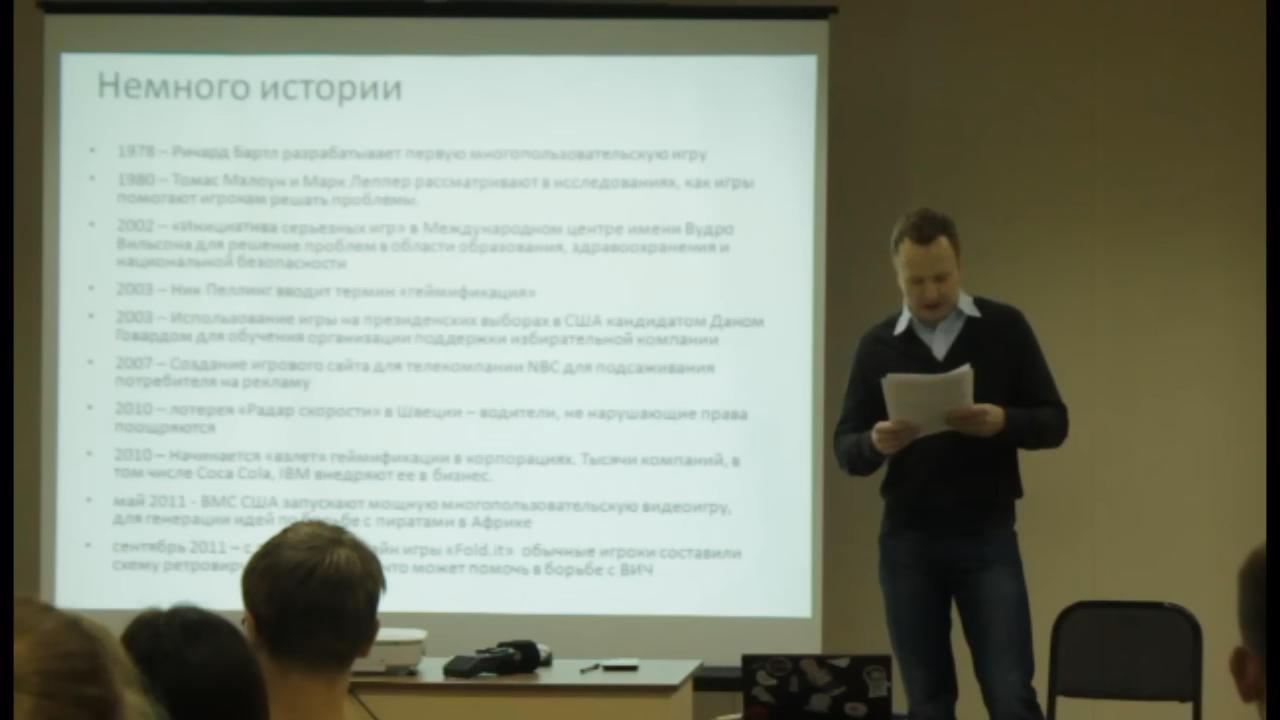 Немного истории
• 1978 – Ричард Бартл разрабатывает первую многопользовательскую игру
• 1980 – Томас Мэлоун и Марк Леппер рассматривают в исследованиях, как игры
помогают игрокам решать проблемы.
• 2002 – «Инициатива серьезных игр» в Международном центре имени Вудро
Вильсона для решение проблем в области образования, здравоохранения и
национальной безопасности
• 2003 – Ник Пеллинг вводит термин «геймификация»
• 2003 – Использование игры на президенских выборах в США кандидатом Даном
Говардом для обучения организации поддержки избирательной компании
• 2007 – Создание игрового сайта для телекомпании NBC для подсаживания
потребителя на рекламу
• 2010 – лотерея «Радар скорости» в Швеции – водители, не нарушающие права
поощряются
• 2010 – Начинается «взлет» геймификации в корпорациях. Тысячи компаний, в
том числе Coca Cola, IBM внедряют ее в бизнес.
• май 2011 - ВМС США запускают мощную многопользовательскую видеоигру,
для генерации идей по борьбе с пиратами в Африке
• сентябрь 2011 – игры «Fold.it» обычные игроки составили
схему что может помочь в борьбе с ВИЧ